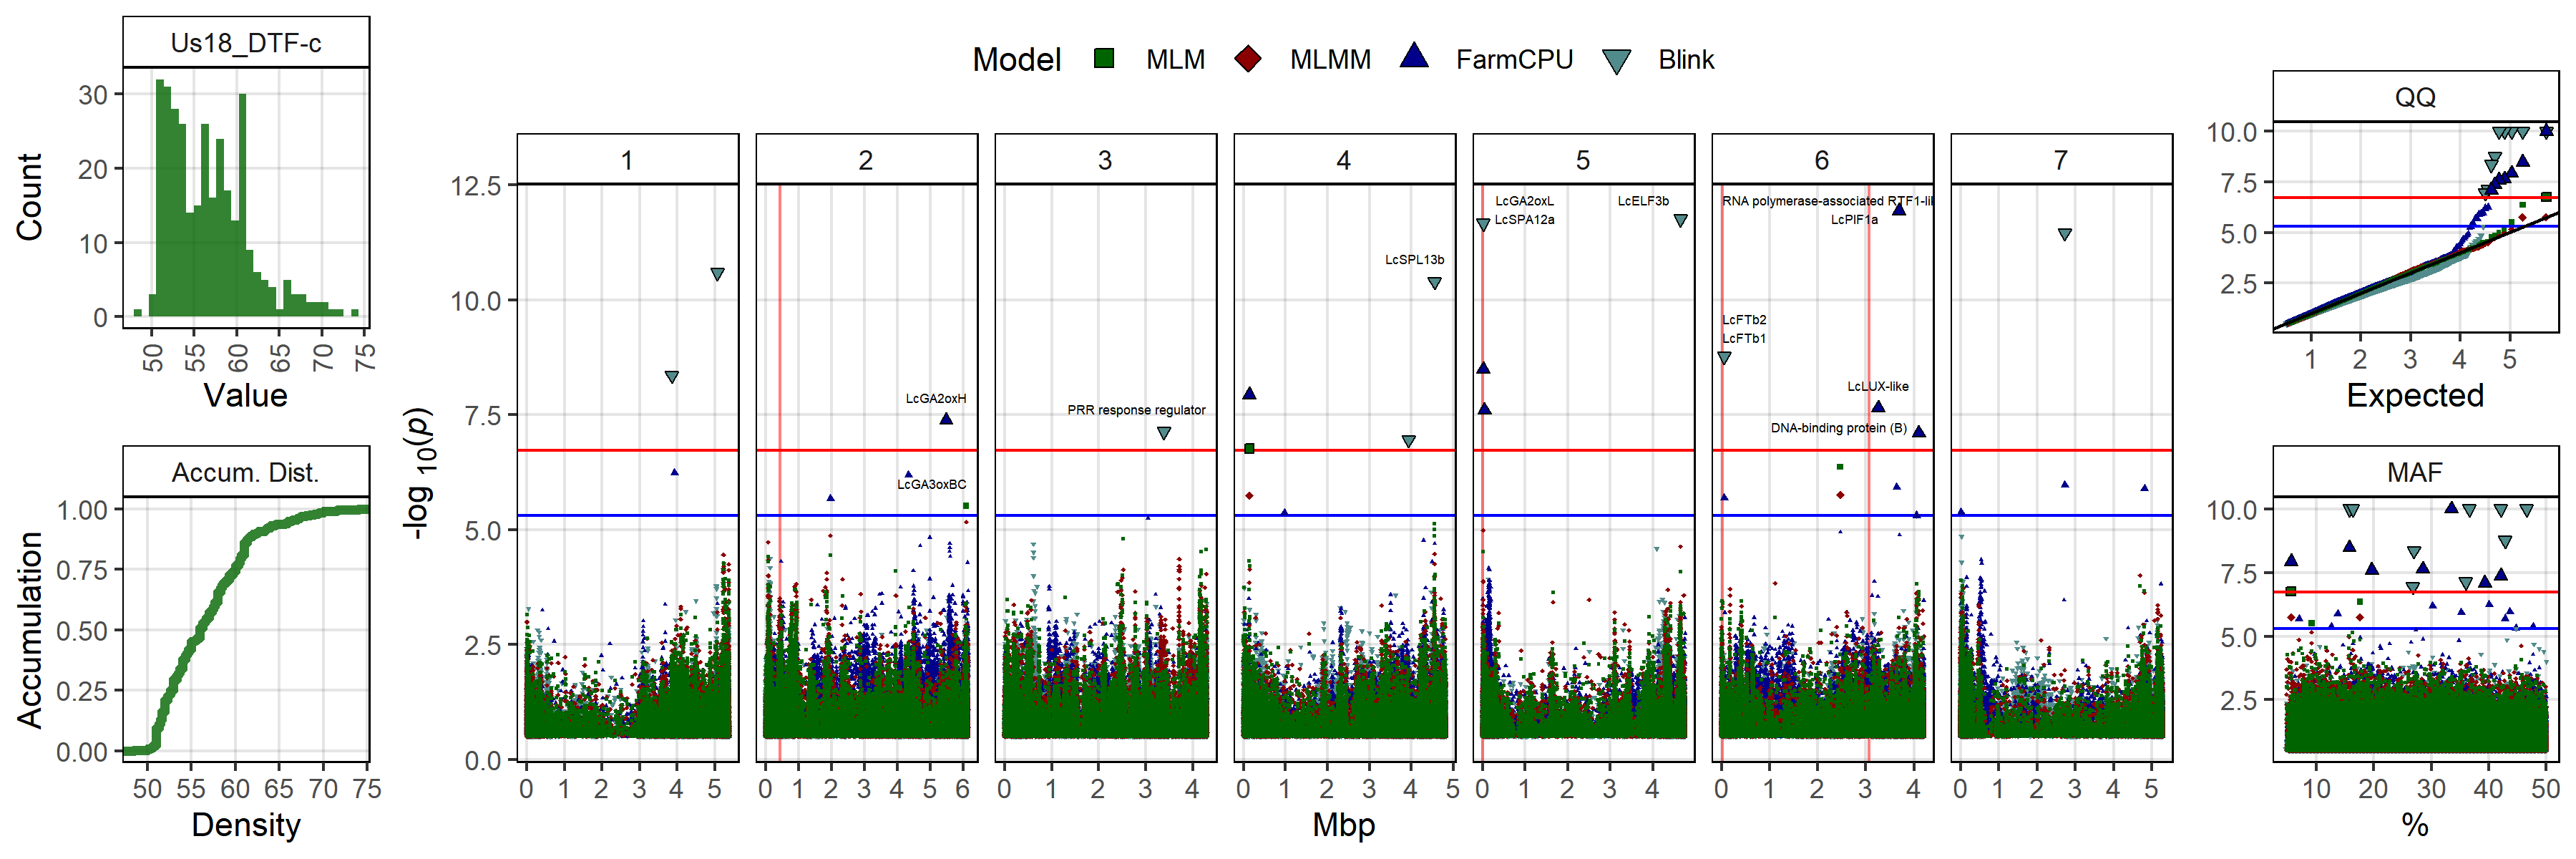 Us18_DTF-c
Count
30
20
10
0
50 55 60 65 70 75
Value
Accum. Dist.
Accumulation
1.00
0.75
0.50
0.25
0.00
50 55 60 65 70 75
Density
Model MLM MLMM FarmCPU Blink
-log 10(p)
12.5
10.0
7.5
5.0
2.5
0.0
1
0 1 2 3 4 5
2
LcGA2oxH
LcGA3oxBC
0 1 2 3 4 5 6
3
PRR response regulator
0 1 2 3 4
4
LcSPL13b
0 1 2 3 4 5
5
LcGA2oxL
LcSPA12a
LcELF3b
0 1 2 3 4
6
RNA polymerase-associated RTF1-li
LcPIF1a
LcFTb2
LcFTb1
LcLUX-like
DNA-binding protein (B)
0 1 2 3 4
7
0 1 2 3 4 5
Mbp
QQ
10.0
7.5
5.0
2.5
1 2 3 4 5
Expected
MAF
10.0
7.5
5.0
2.5
10 20 30 40 50
%